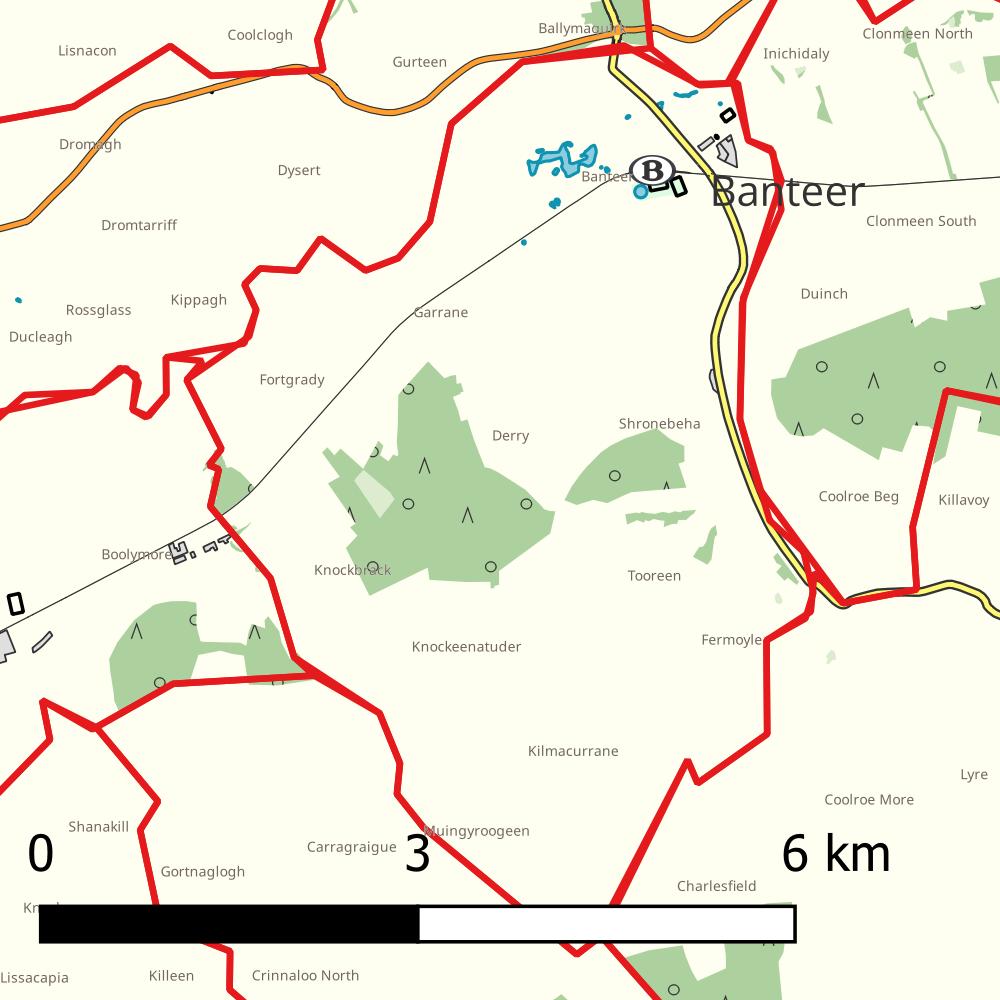 Ballymaquirk
Coolclogh
Clonmeen North
Lisnacon
Inichidaly
Gurteen
Dromagh
Dysert
B
Banteer
Banteer
Clonmeen South
Dromtarriff
Duinch
Kippagh
Rossglass
Garrane
Ducleagh
Fortgrady
Shronebeha
Derry
Coolroe Beg
Killavoy
Boolymore
Knockbrack
Tooreen
Fermoyle
Knockeenatuder
Kilmacurrane
Lyre
Coolroe More
Shanakill
Muingyroogeen
Carragraigue
0 3 6 km
Gortnaglogh
Charlesfield
Lissacapia
Killeen
Crinnaloo North